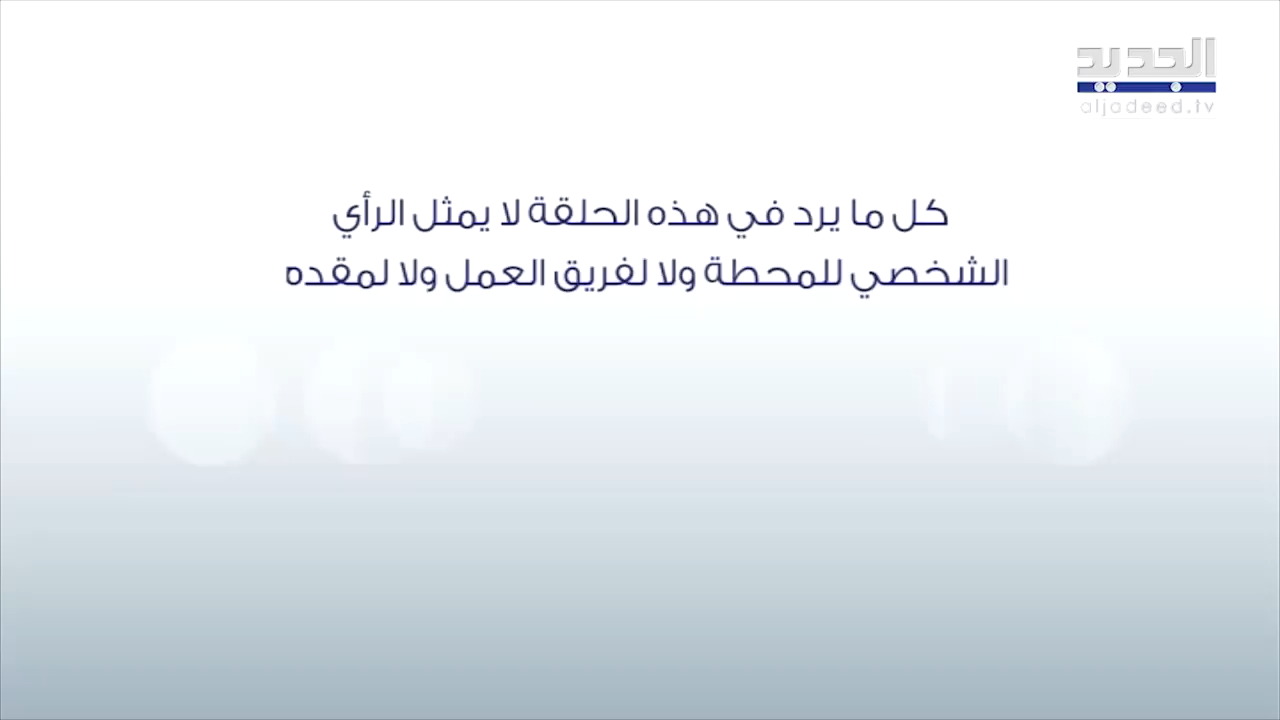 الجديد
aljadeed.tv
كل ما يرد في هذه الحلقة لا يمثل الرأي
الشخصي للمحطة ولا لفريق العمل ولا لمقده